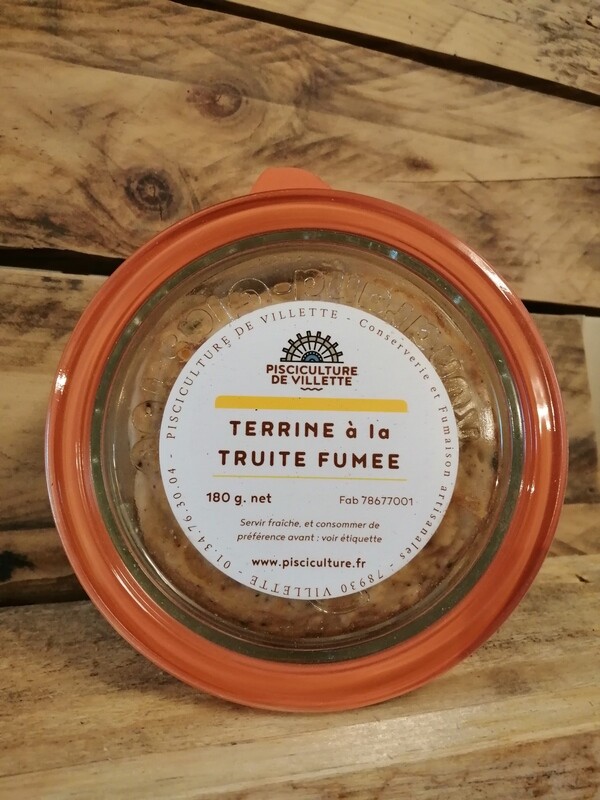 PISCICULTURE DE VILLETTE - Conserverie et Fumaison artisanales - 78930 VILLETTE - 01.34.76.30.04 -
PISCICULTURE
DE VILLETTE
TERRINE à la
TRUITE FUMEE
180 g. net
Fab 78677001
Servir fraîche, et consommer de
préférence avant : voir étiquette
www.pisciculture.fr